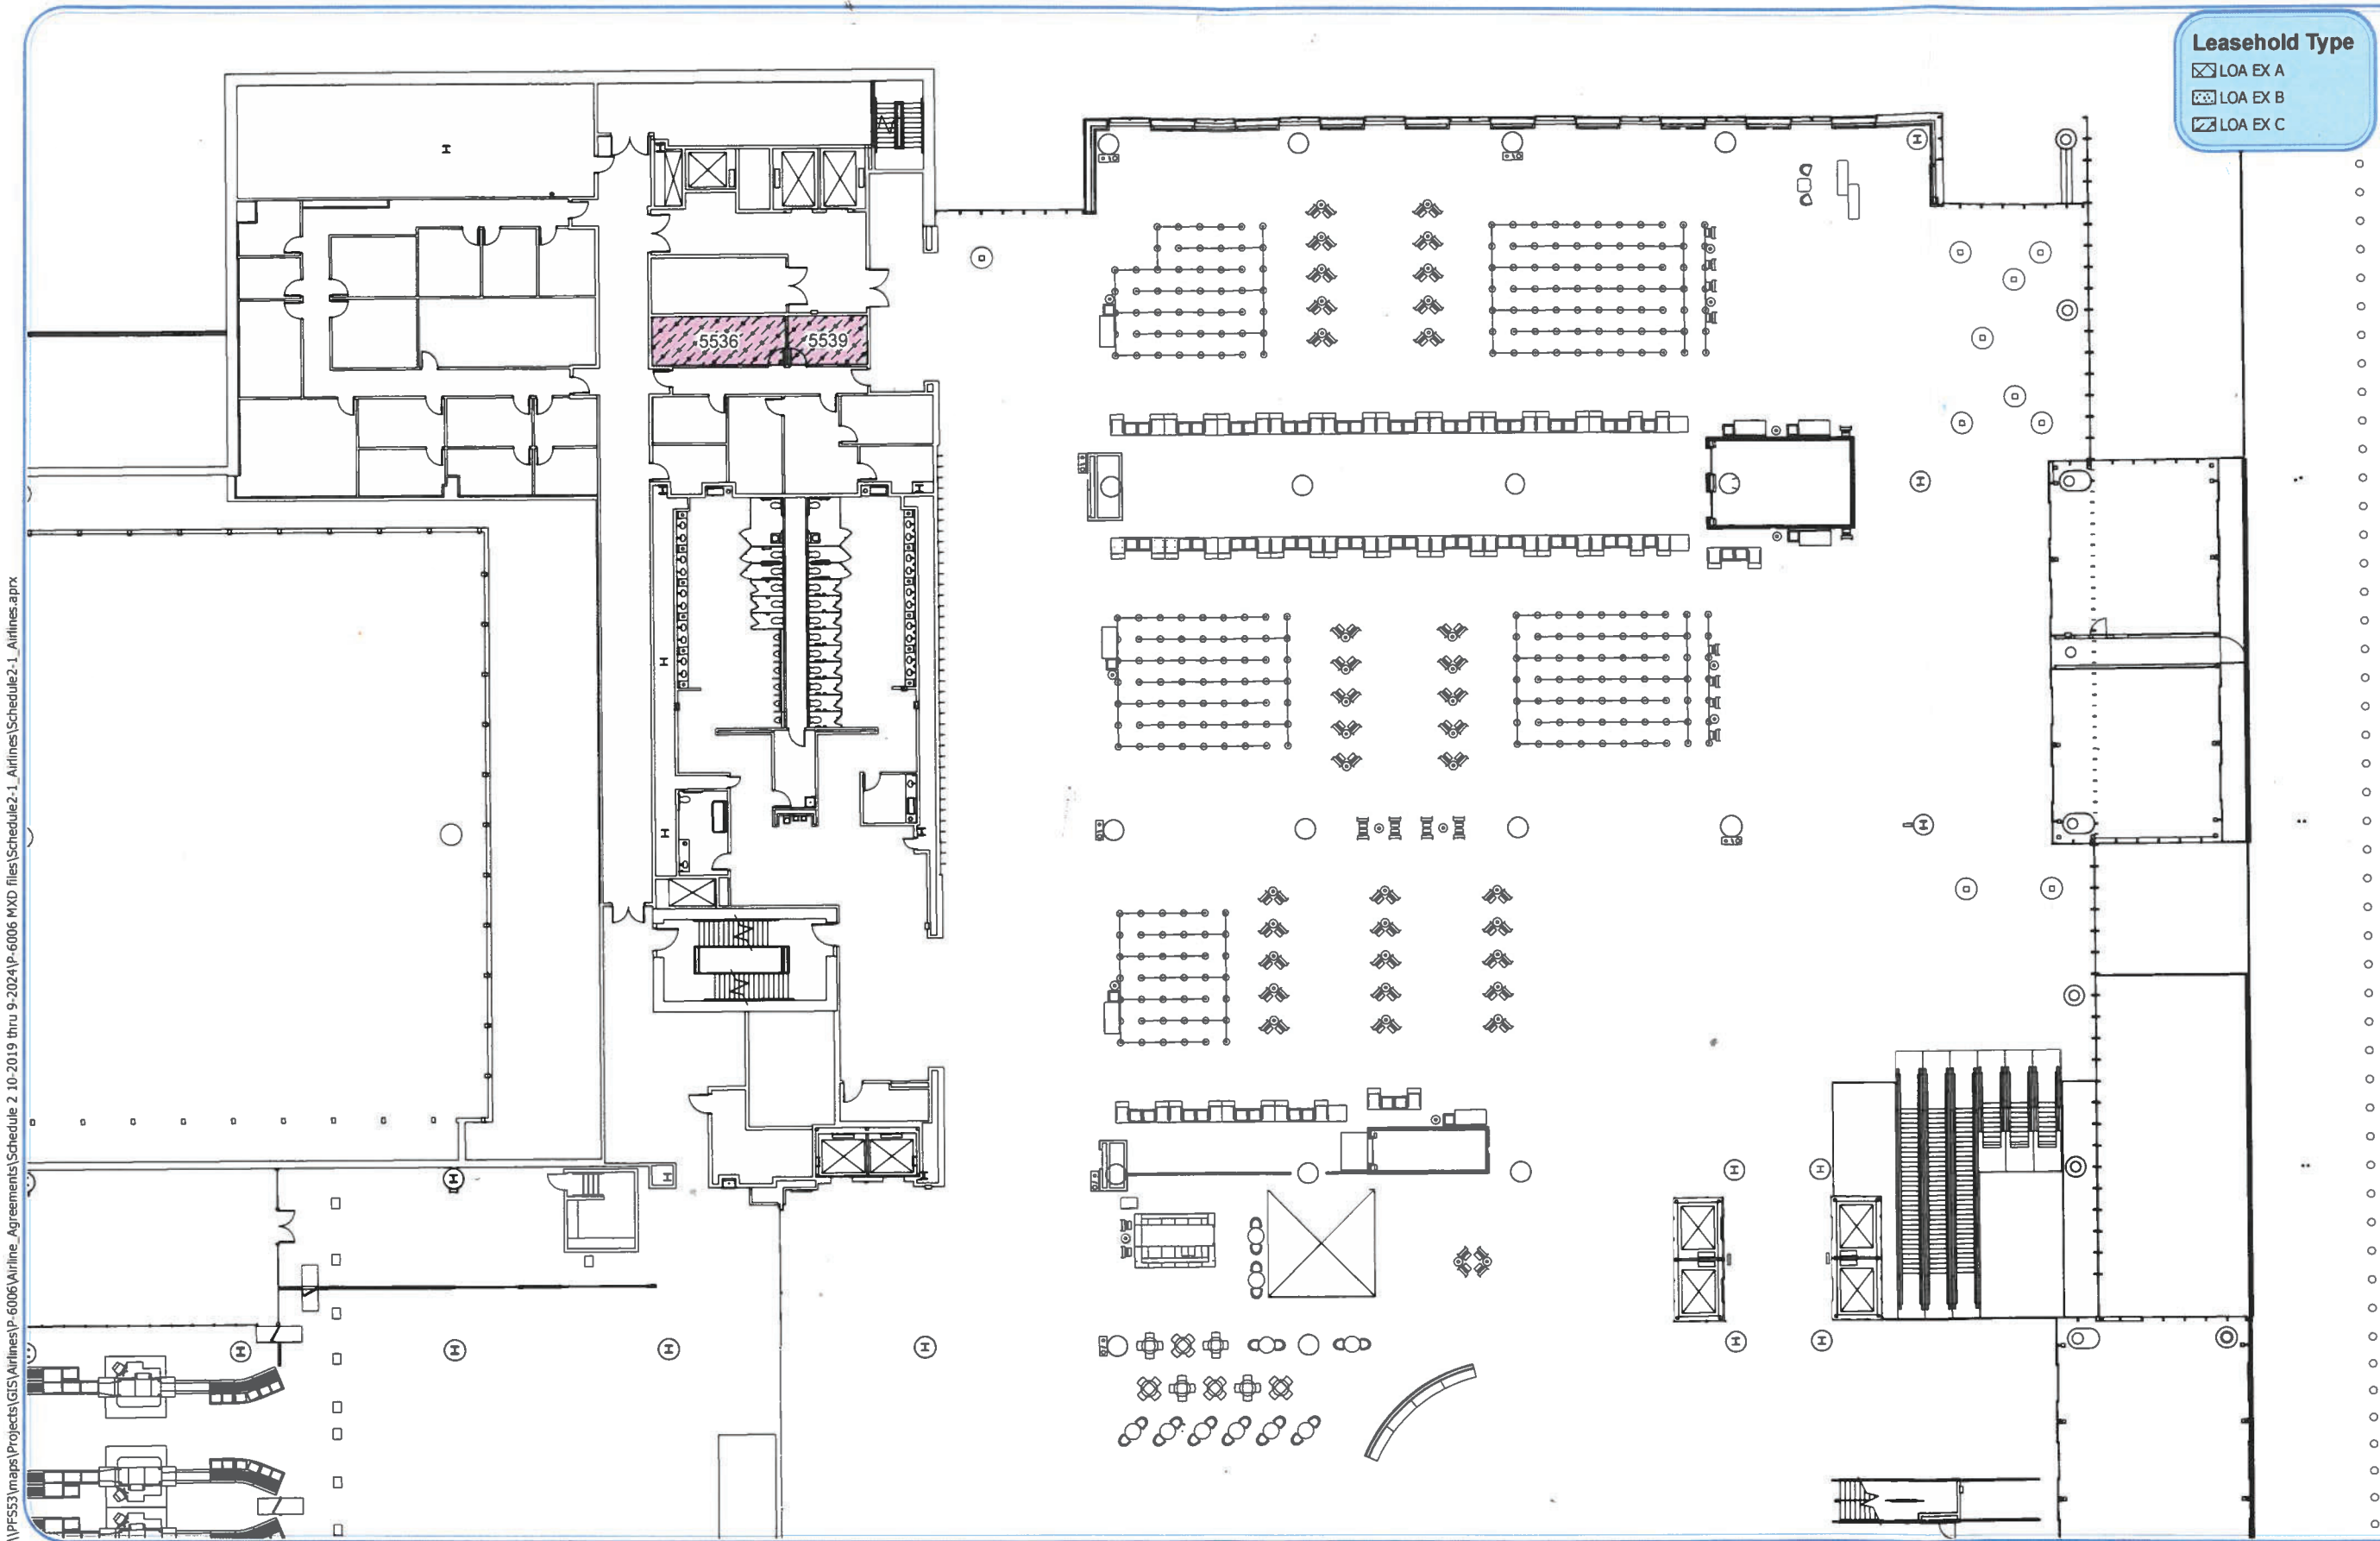 Leasehold Type
LOA EX A
LOA EX B
LOA EX C
5536
5539
\\PFS53\maps\Projects\GIS\Airlines\P-6006\Airline_Agreements\Schedule 2 10-2019 thru 9-2024\P-6006 MXD files\Schedule2-1_Airlines\Schedule2-1_Airlines.aprx